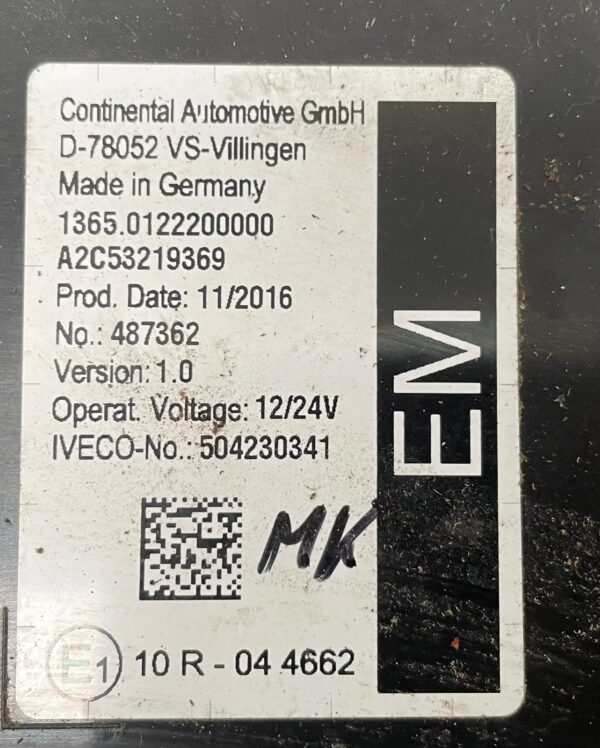 Continental Automotive GmbH
D-78052 VS-Villingen
Made in Germany
1365.0122200000
A2C53219369
Prod. Date: 11/2016
No.: 487362
Version: 1.0
Operat. Voltage: 12/24V
IVECO-No.: 504230341
EM
MK
E1 10 R - 04 4662